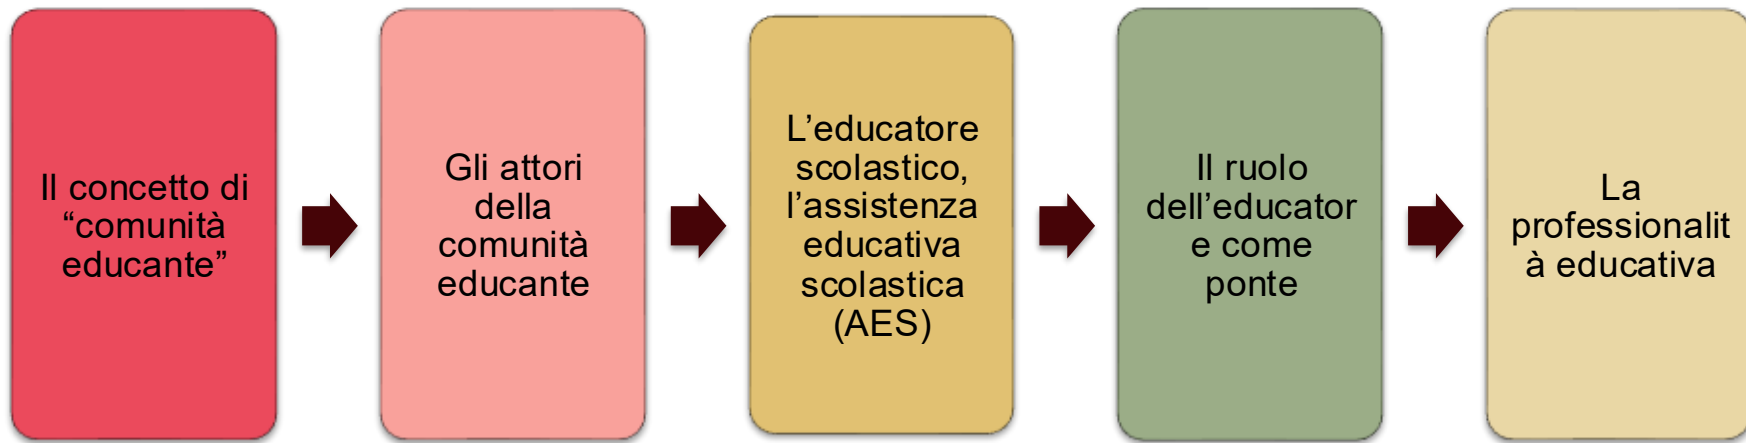 Il concetto di
“comunità
educante”
Gli attori
della
comunità
educante
L’educatore
scolastico,
l’assistenza
educativa
scolastica
(AES)
Il ruolo
dell’educator
e come
ponte
La
professionalit
à educativa